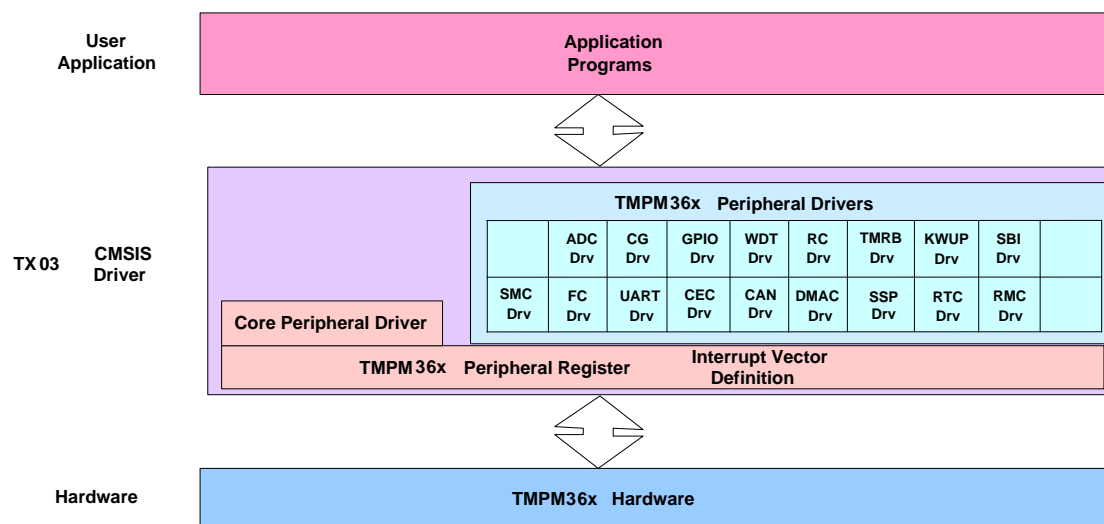 User
Application
Application
Programs
TMPM36x Peripheral Drivers
TX 03
CMSIS
Driver
ADC
Drv
CG
Drv
GPIO
Drv
WDT
Drv
RC
Drv
TMRB
Drv
KWUP
Drv
SBI
Drv
SMC
Drv
FC
Drv
UART
Drv
CEC
Drv
CAN
Drv
DMAC
Drv
SSP
Drv
RTC
Drv
RMC
Drv
Core Peripheral Driver
TMPM36x Peripheral Register
Interrupt Vector
Definition
Hardware
TMPM36x Hardware